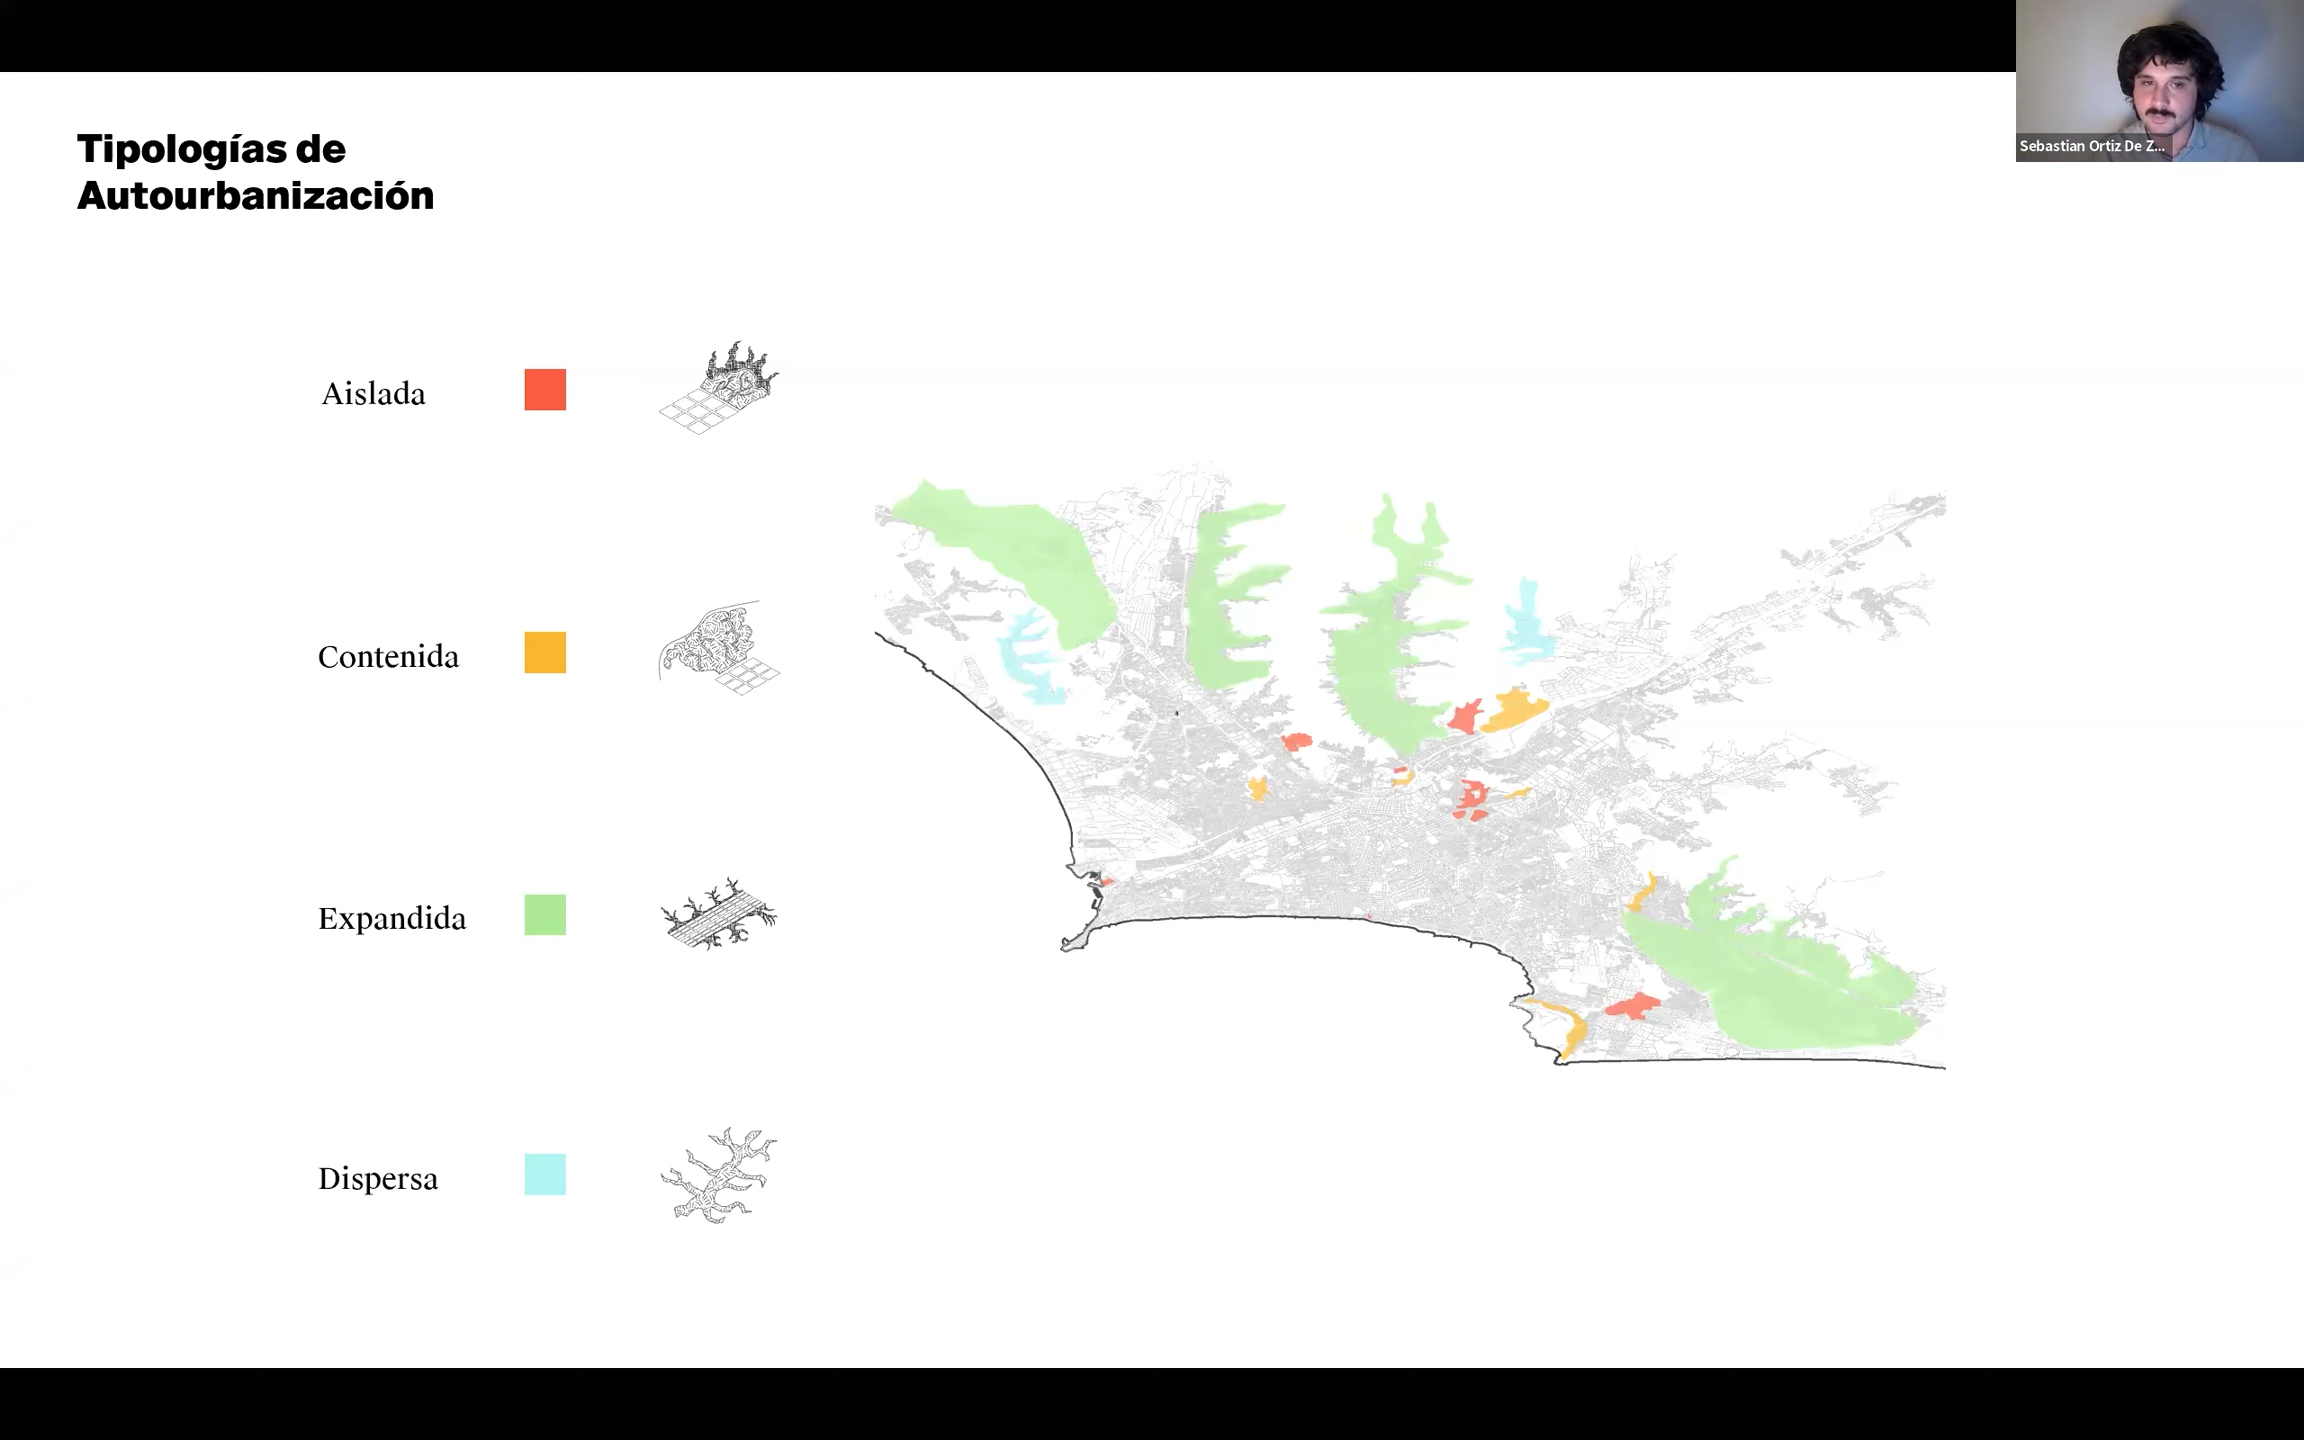 Tipologías de
Autourbanización
Sebastian Ortiz De Z...
Aislada
Contenida
Expandida
Dispersa